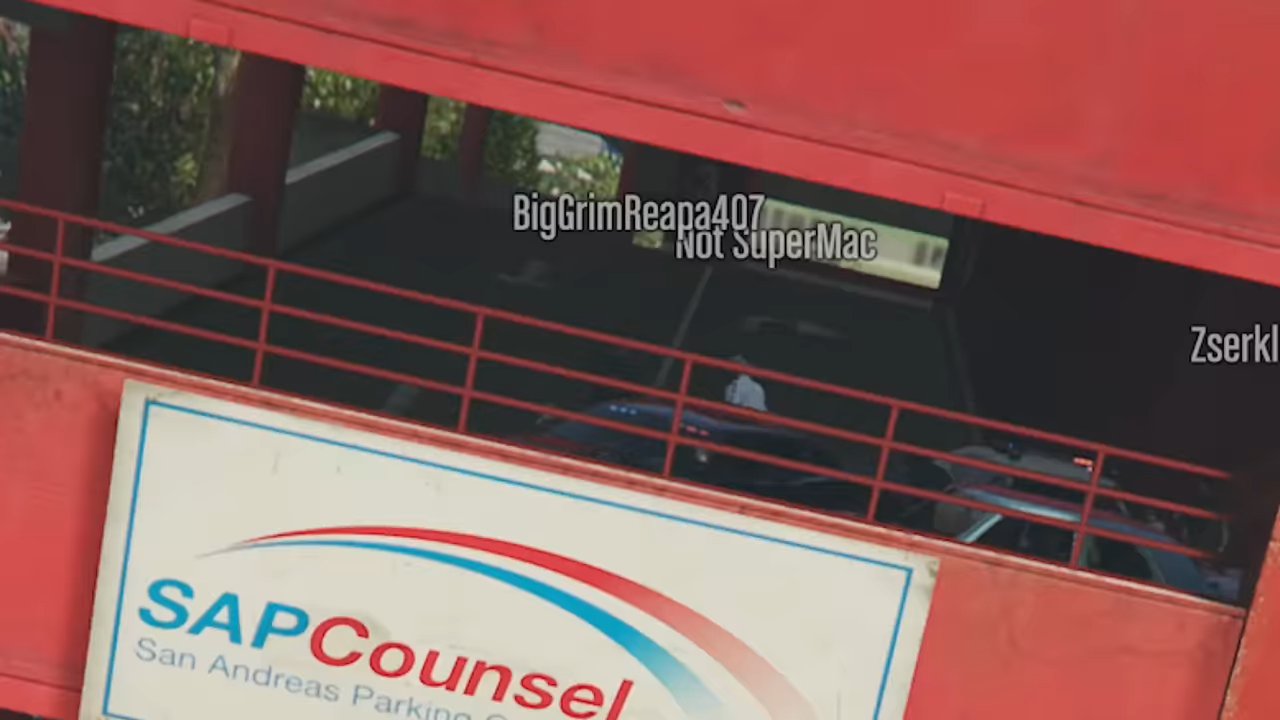 BigGrimReapa407
Not SuperMac
Zserkl
SAPCounsel
San Andreas Parking